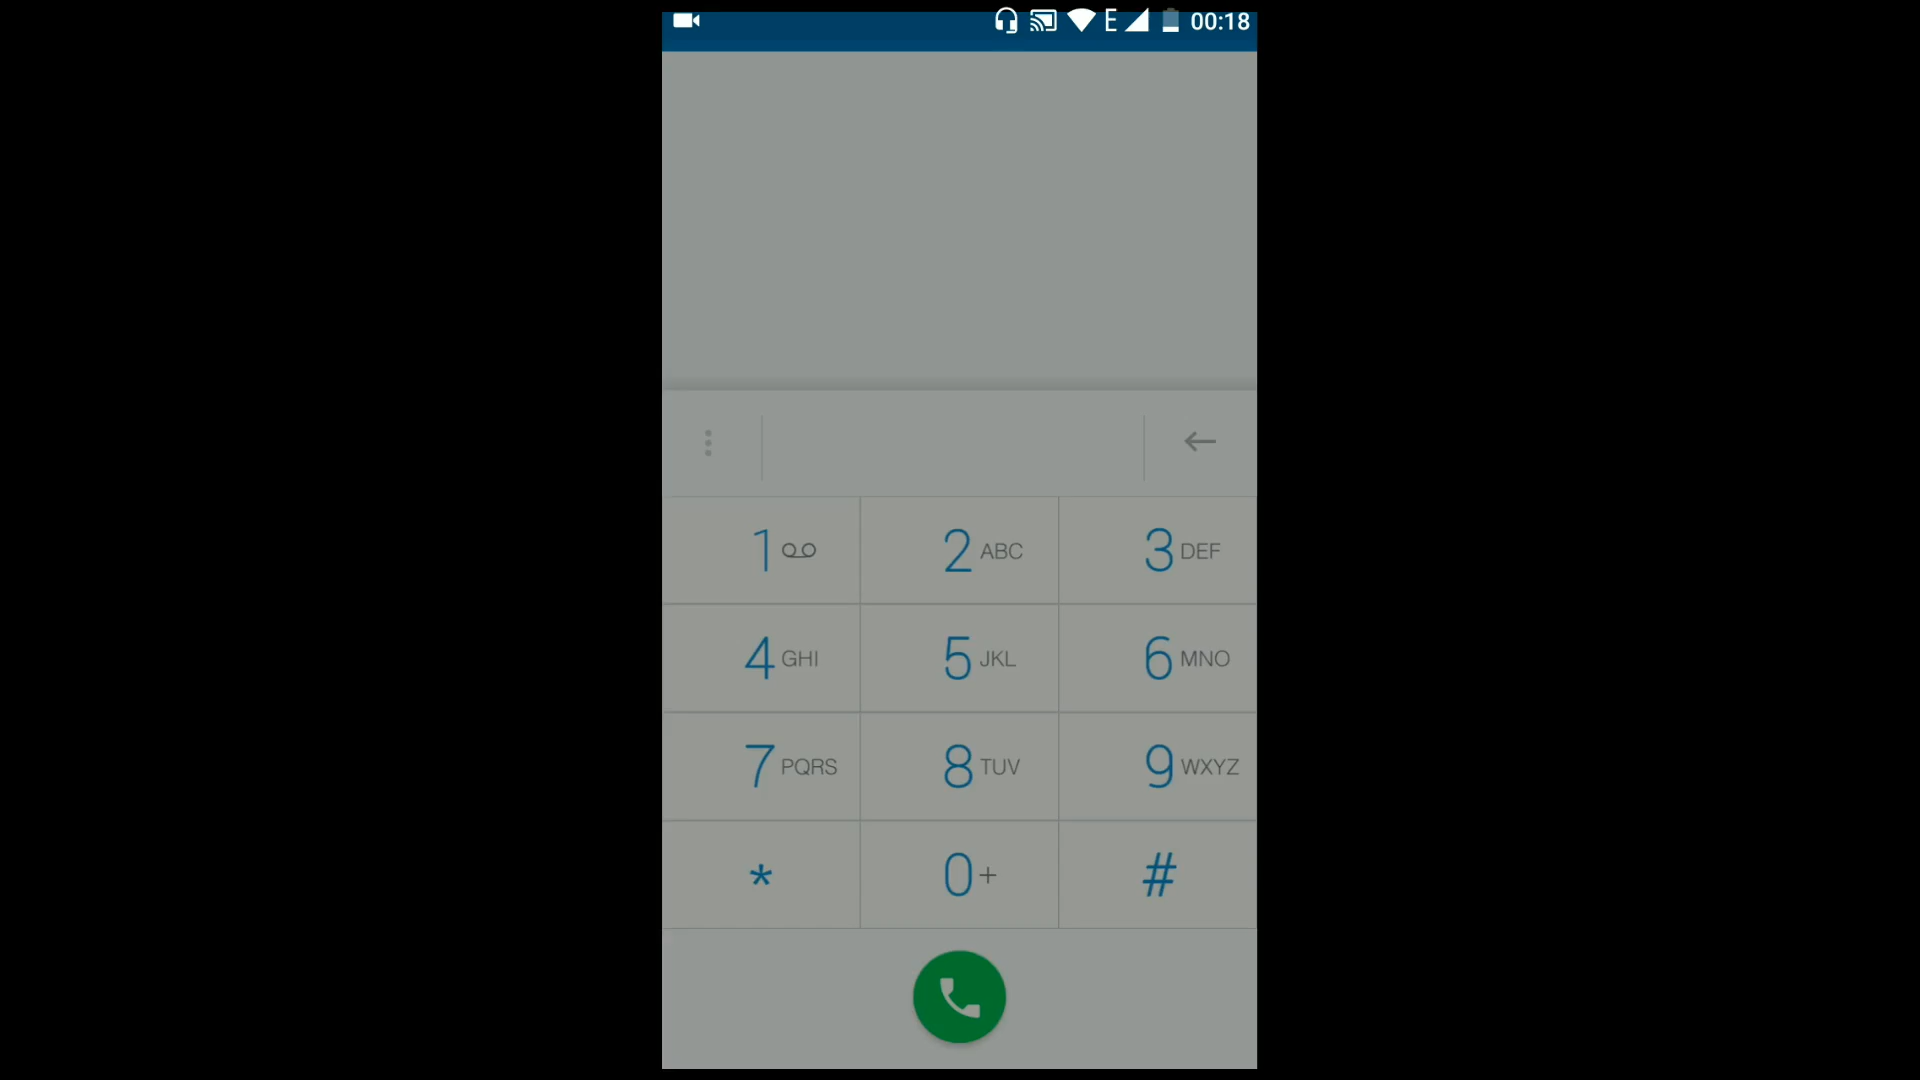 E 00:18
1 2 ABC 3 DEF
4 GHI 5 JKL 6 MNO
7 PQRS 8 TUV 9 WXYZ
* 0 + #